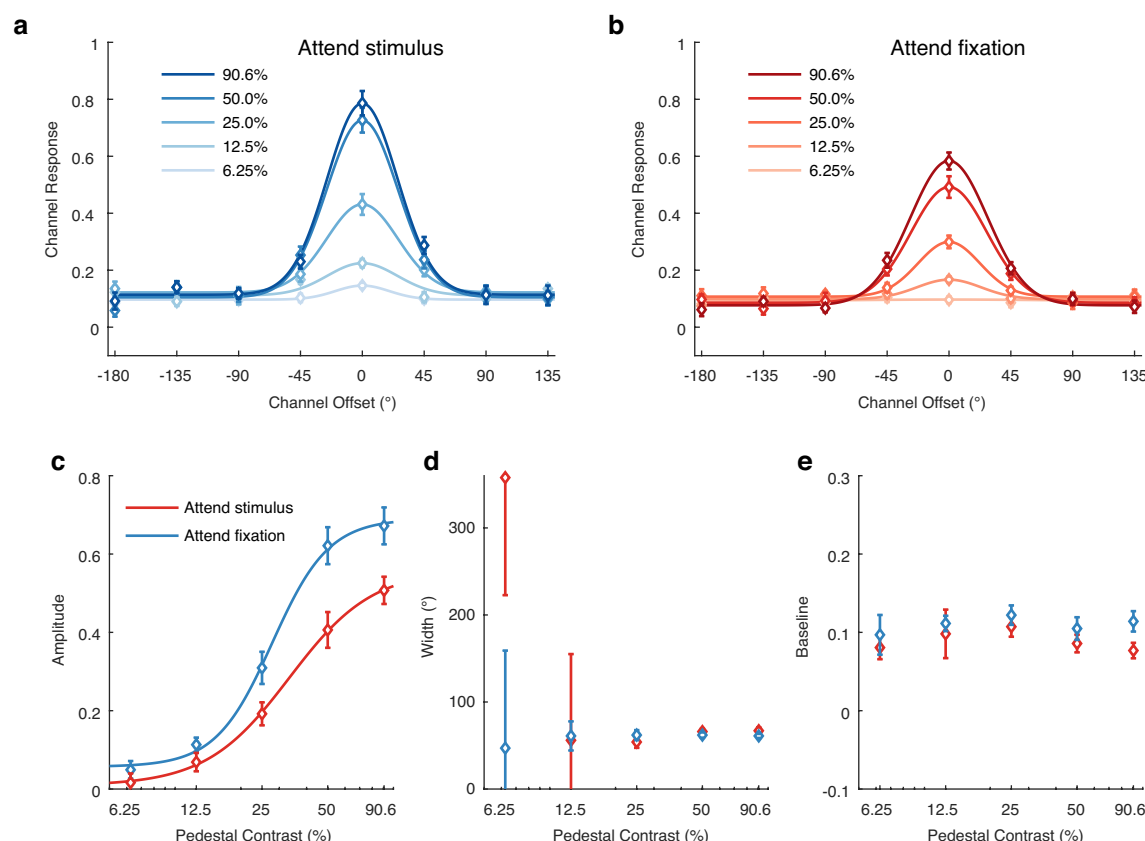 a
Attend stimulus
1
0.8
0.6
0.4
0.2
0
90.6%
50.0%
25.0%
12.5%
6.25%
Channel Response
-180 -135 -90 -45 0 45 90 135
Channel Offset (°)
b
Attend fixation
1
0.8
0.6
0.4
0.2
0
90.6%
50.0%
25.0%
12.5%
6.25%
Channel Response
-180 -135 -90 -45 0 45 90 135
Channel Offset (°)
c
0.8
0.6
0.4
0.2
0
Attend stimulus
Attend fixation
Amplitude
6.25 12.5 25 50 90.6
Pedestal Contrast (%)
d
300
200
100
0
Width (°)
6.25 12.5 25 50 90.6
Pedestal Contrast (%)
e
0.3
0.2
0.1
0
-0.1
Baseline
6.25 12.5 25 50 90.6
Pedestal Contrast (%)